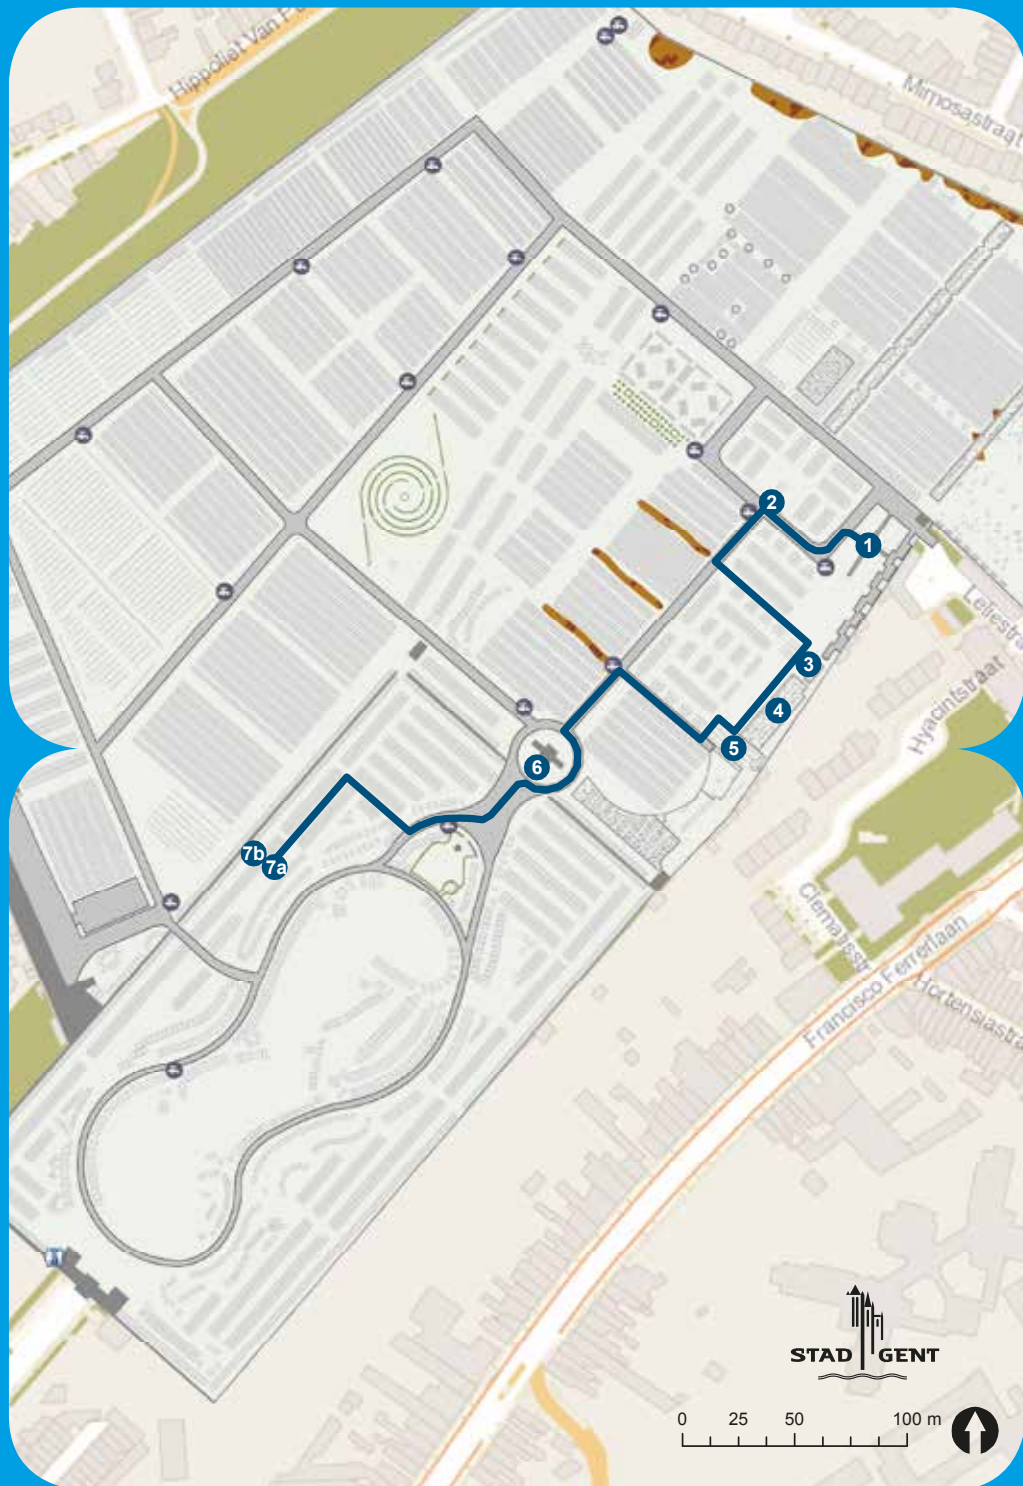 Hippoliet Van P
Mimosastraat
2
1
Leliestra
3
Hyacintstraat
4
5
6
7b
7a
Clematisstr
Francisco Ferrerlaan
Hortensiastra
STAD GENT
0 25 50 100 m